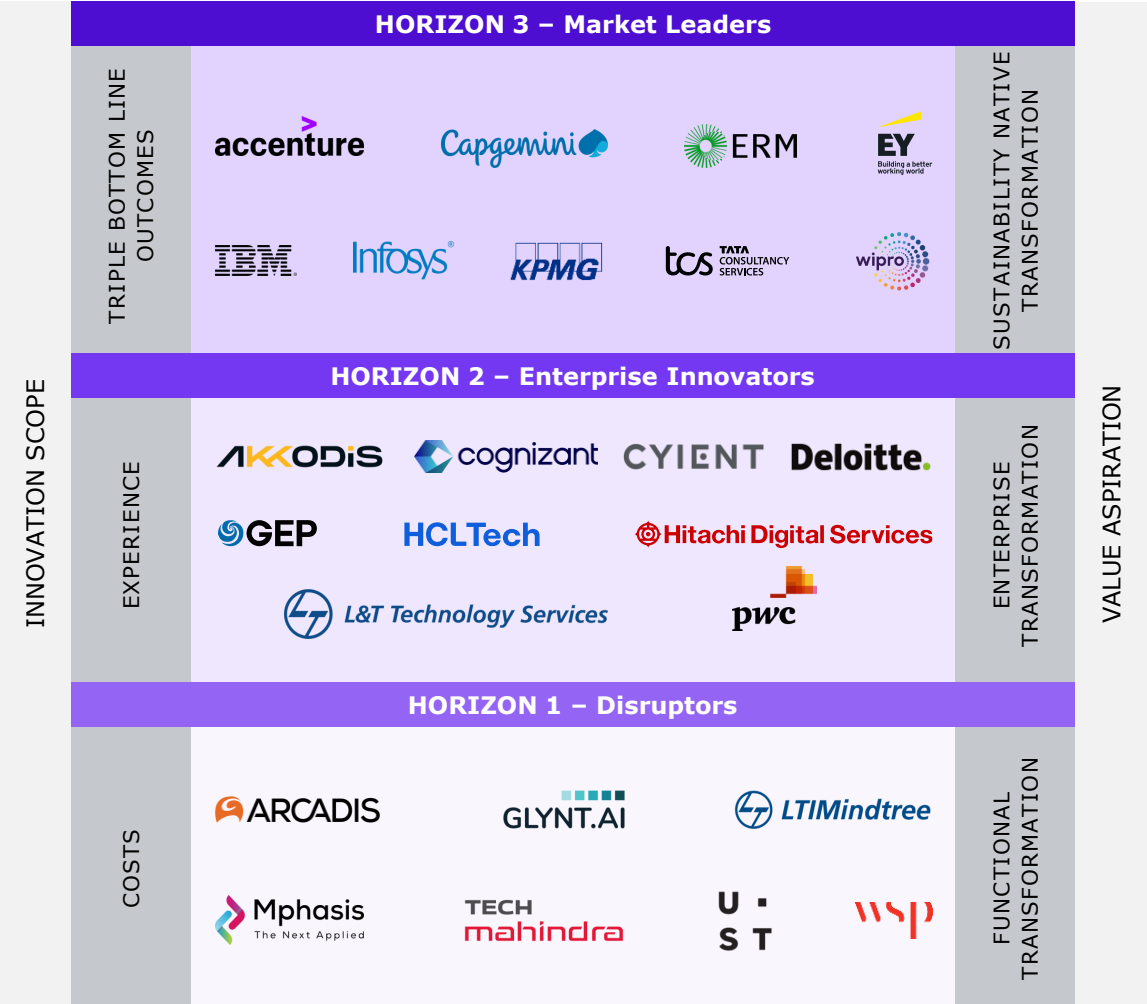 HORIZON 3 – Market Leaders
INNOVATION SCOPE
TRIPLE BOTTOM LINE
OUTCOMES
>
accenture
Capgemini
ERM
EY
Building a better
working world
IBM®
Infosys®
KPMG
tcs
TATA
CONSULTANCY
SERVICES
wipro
SUSTAINABILITY NATIVE
TRANSFORMATION
VALUE ASPIRATION
HORIZON 2 – Enterprise Innovators
EXPERIENCE
AKKODiS
cognizant
CYIENT
Deloitte.
GEP
HCLTech
Hitachi Digital Services
LT
L&T Technology Services
pwc
ENTERPRISE
TRANSFORMATION
HORIZON 1 – Disruptors
COSTS
ARCADIS
GLYNT.AI
LT
LTIMindtree
Mphasis
The Next Applied
TECH
mahindra
U ·
S T
wsp
FUNCTIONAL
TRANSFORMATION